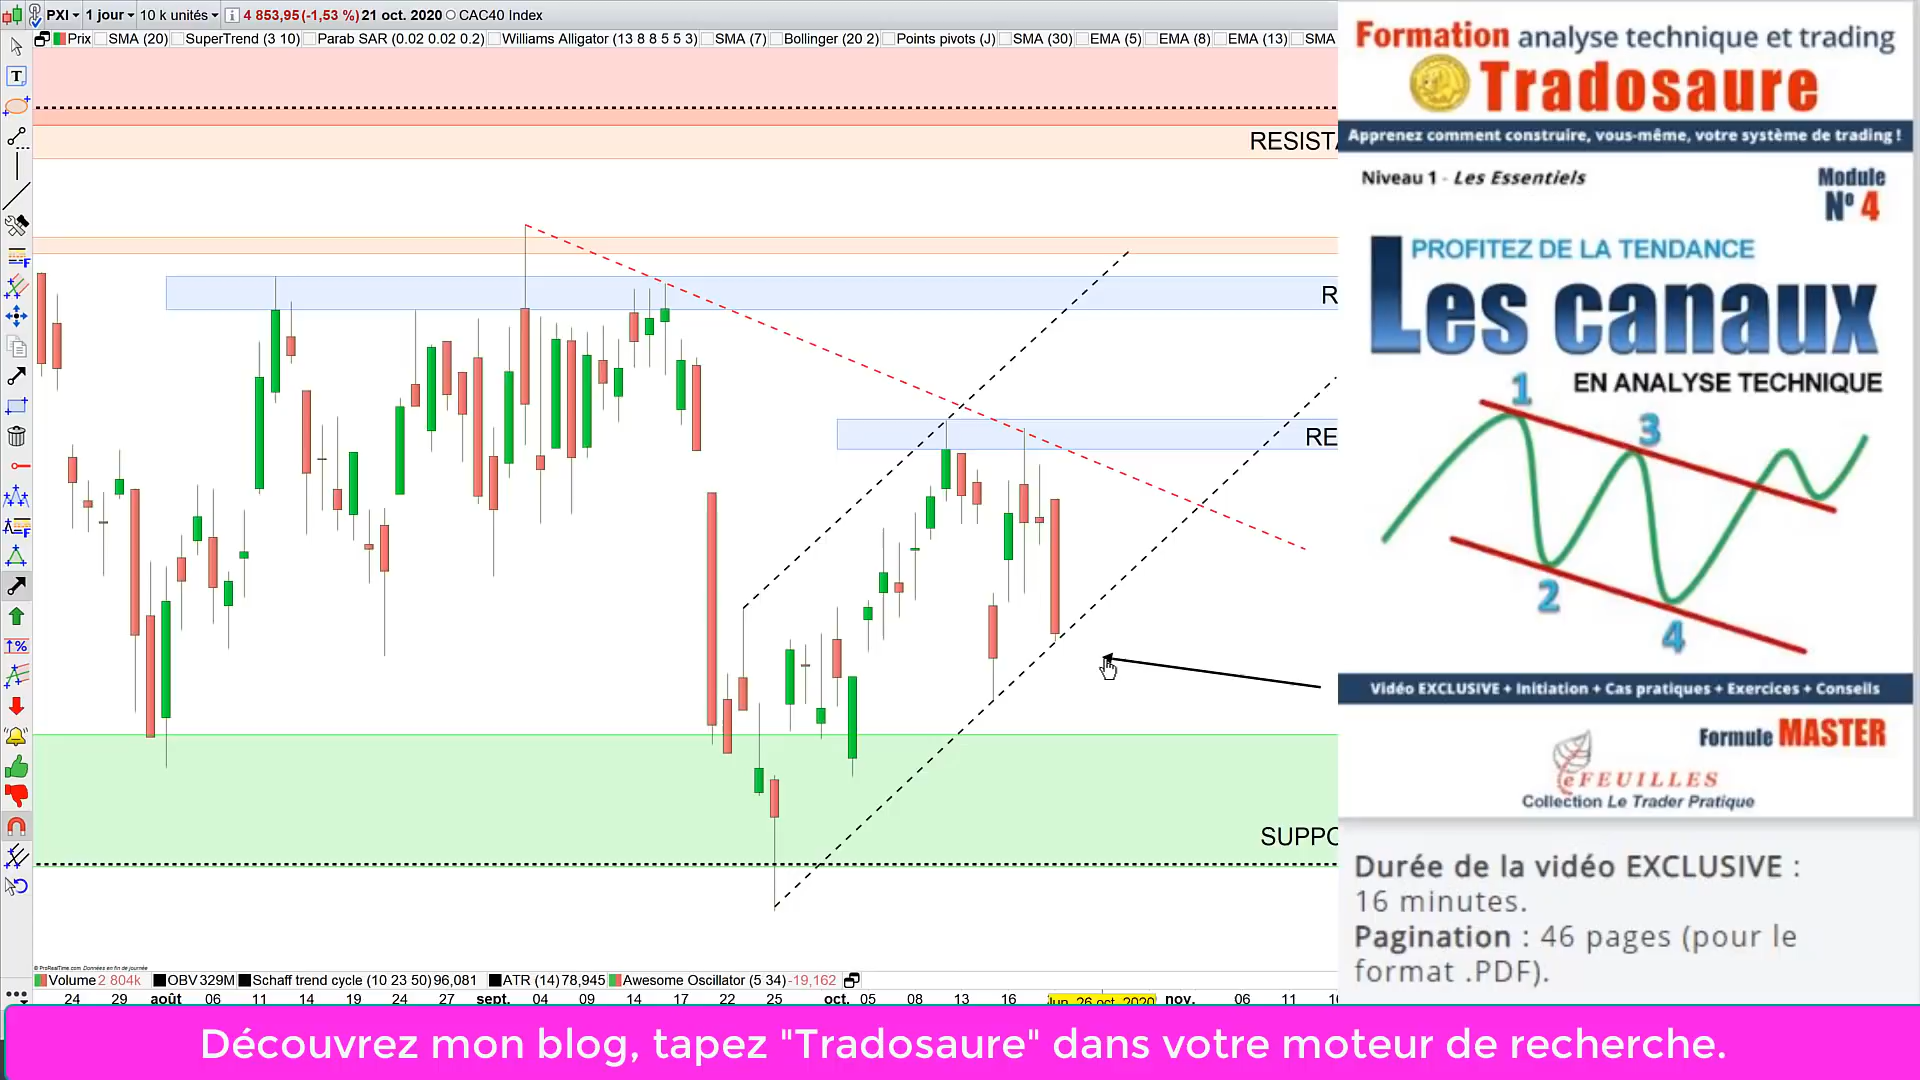 PXI 1 jour 10 k unités 4 853,95 (-1,53 %) 21 oct. 2020 CAC40 Index
Prix SMA (20) SuperTrend (3 10) Parab SAR (0.02 0.02 0.2) Williams Alligator (13 8 8 5 5 3) SMA (7) Bollinger (20 2) Points pivots (J) SMA (30) EMA (5) EMA (8) EMA (13) SMA
RESISTA
R
RE
SUPPO
© ProRealTime.com Données en fin de journée
Volume 2 804k OBV 329M Schaff trend cycle (10 23 50) 96,081 ATR (14) 78,945 Awesome Oscillator (5 34) -19,162
24 29 août 06 11 14 19 24 27 sept. 04 09 14 17 22 25 oct. 05 08 13 16 lun. 26 oct. 2020 nov. 06 11
Formation analyse technique et trading
Tradosaure
Apprenez comment construire, vous-même, votre système de trading !
Niveau 1 - Les Essentiels
Module
N° 4
PROFITEZ DE LA TENDANCE
Les canaux
EN ANALYSE TECHNIQUE
1
3
2
4
Vidéo EXCLUSIVE + Initiation + Cas pratiques + Exercices + Conseils
Formule MASTER
eFEUILLES
Collection Le Trader Pratique
Durée de la vidéo EXCLUSIVE :
16 minutes.
Pagination : 46 pages (pour le
format .PDF).
Découvrez mon blog, tapez "Tradosaure" dans votre moteur de recherche.